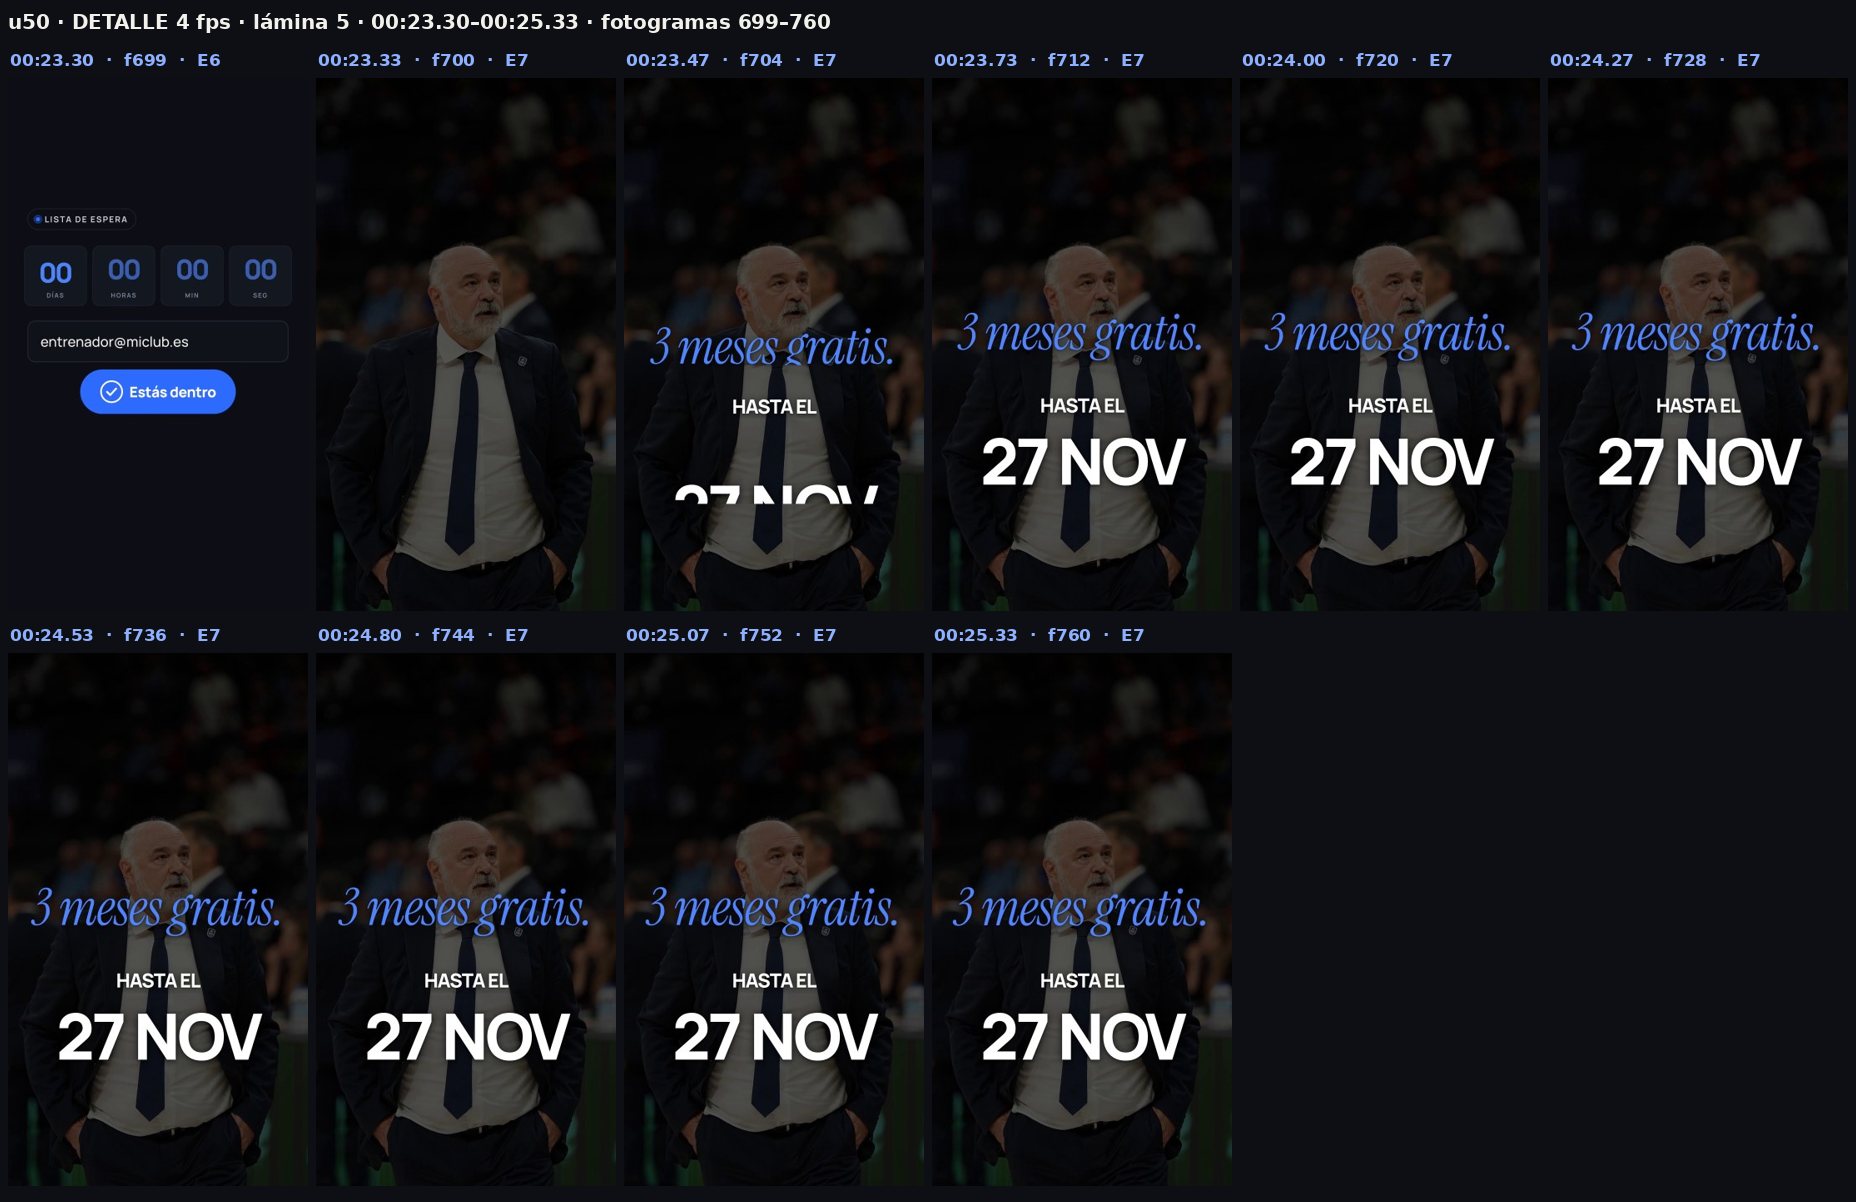 u50 · DETALLE 4 fps · lámina 5 · 00:23.30–00:25.33 · fotogramas 699–760
00:23.30 · f699 · E6
00:23.33 · f700 · E7
00:23.47 · f704 · E7
00:23.73 · f712 · E7
00:24.00 · f720 · E7
00:24.27 · f728 · E7
LISTA DE ESPERA
00 00 00 00
DÍAS HORAS MIN SEG
entrenador@miclub.es
Estás dentro
3 meses gratis.
HASTA EL
27 NOV
3 meses gratis.
HASTA EL
27 NOV
3 meses gratis.
HASTA EL
27 NOV
3 meses gratis.
HASTA EL
27 NOV
00:24.53 · f736 · E7
00:24.80 · f744 · E7
00:25.07 · f752 · E7
00:25.33 · f760 · E7
3 meses gratis.
HASTA EL
27 NOV
3 meses gratis.
HASTA EL
27 NOV
3 meses gratis.
HASTA EL
27 NOV
3 meses gratis.
HASTA EL
27 NOV